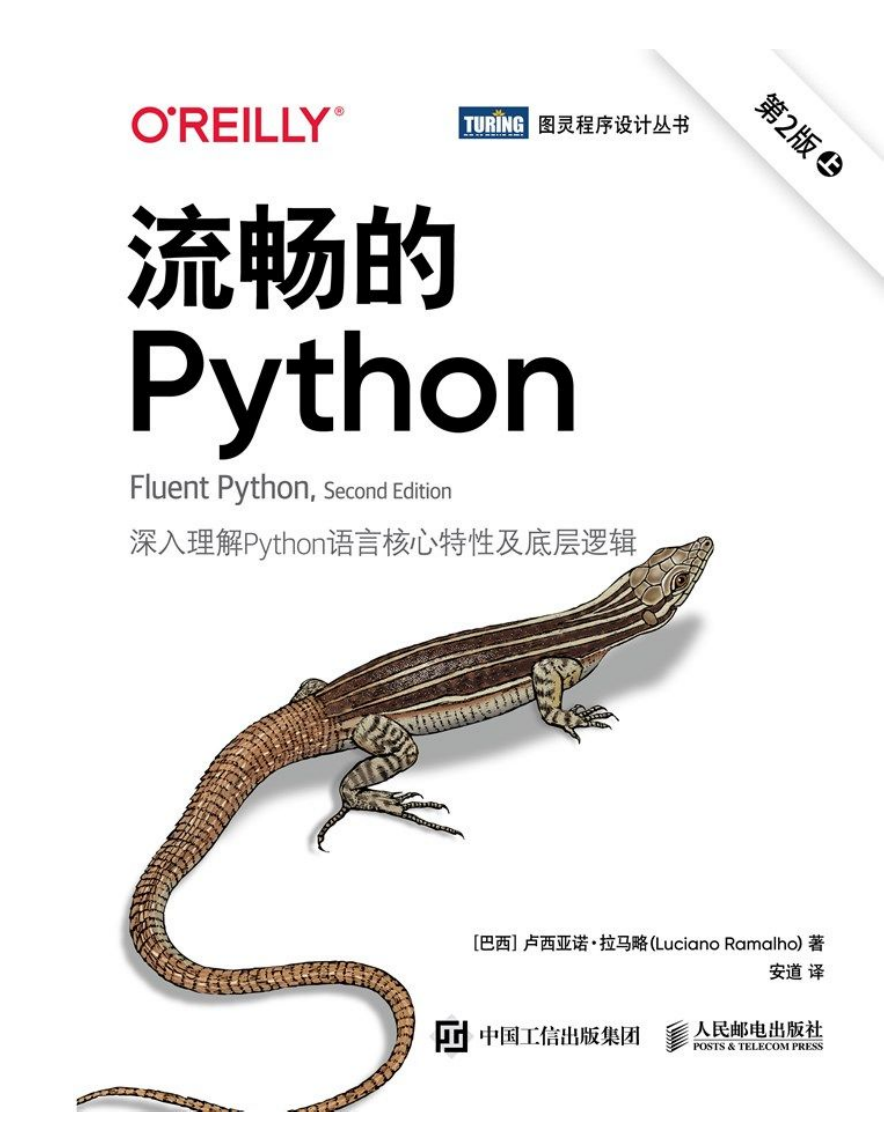 O'REILLY®
TURING 图灵程序设计丛书
第2版 上
流畅的
Python
Fluent Python, Second Edition
深入理解Python语言核心特性及底层逻辑
[巴西] 卢西亚诺·拉马略(Luciano Ramalho) 著
安道 译
中国工信出版集团 人民邮电出版社
POSTS & TELECOM PRESS